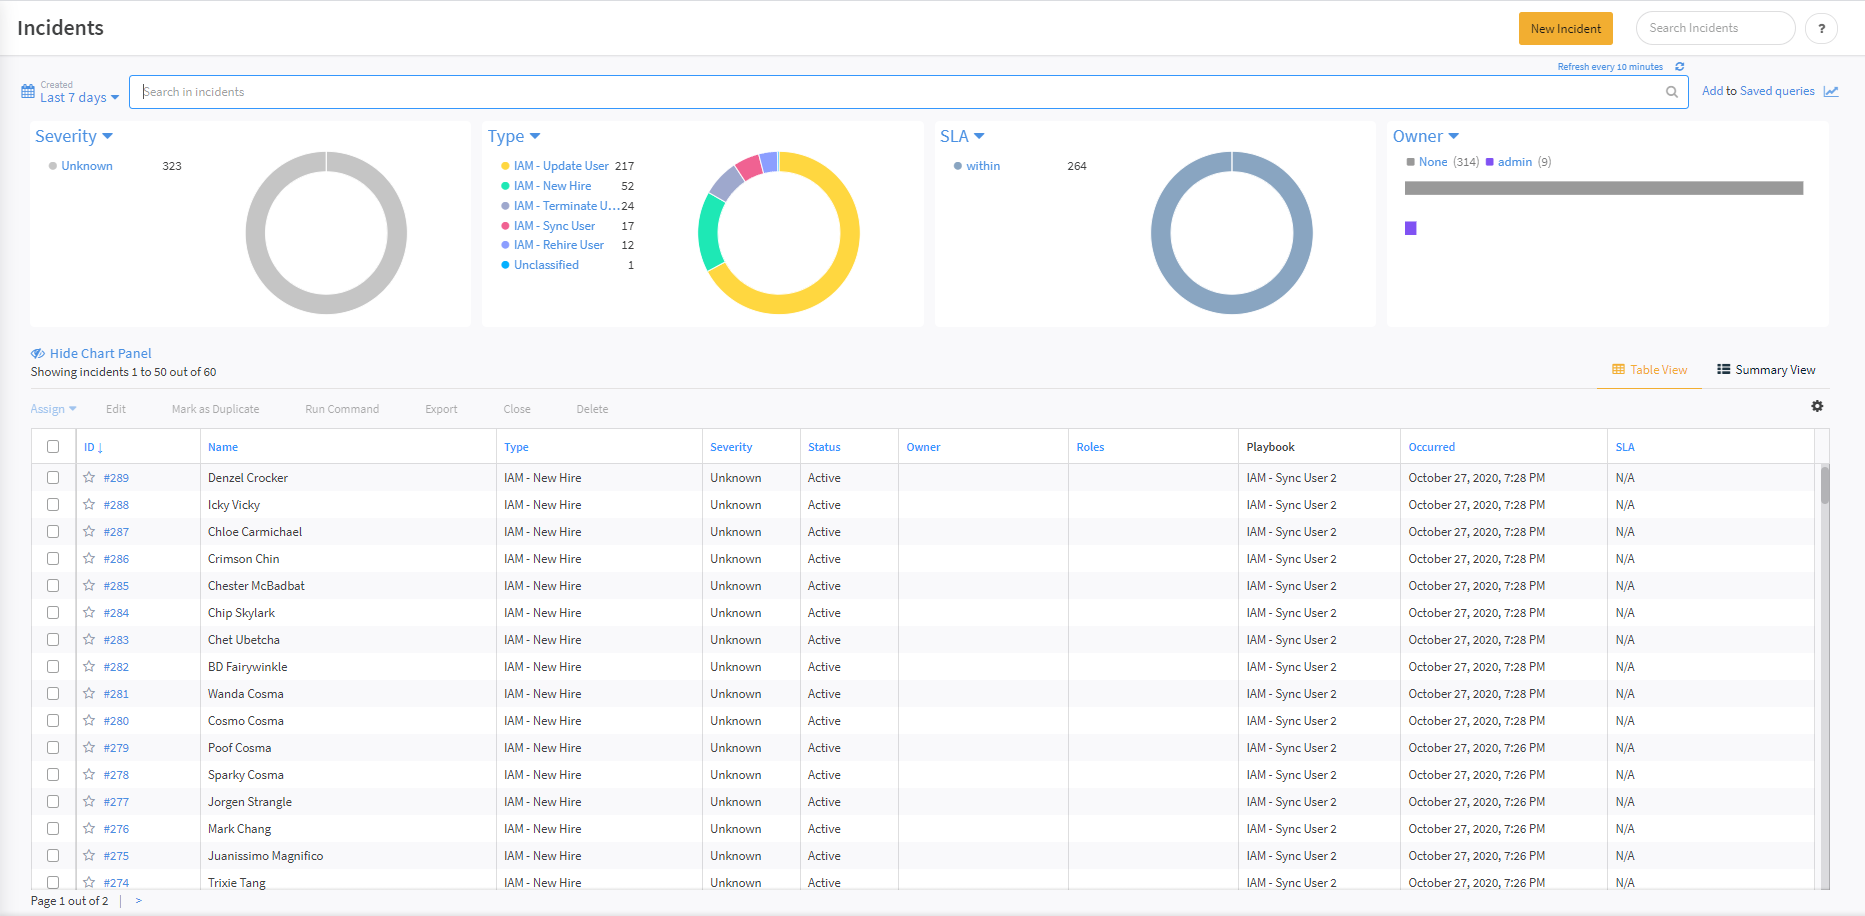 Incidents
New Incident
Search Incidents
?
Refresh every 10 minutes
Created
Last 7 days
Search in incidents
Add to Saved queries
Severity
Unknown 323
Type
IAM - Update User 217
IAM - New Hire 52
IAM - Terminate U... 24
IAM - Sync User 17
IAM - Rehire User 12
Unclassified 1
SLA
within 264
Owner
None (314) admin (9)
Hide Chart Panel
Showing incidents 1 to 50 out of 60
Table View
Summary View
Assign Edit Mark as Duplicate Run Command Export Close Delete
ID ↓ Name Type Severity Status Owner Roles Playbook Occurred SLA
#289 Denzel Crocker IAM - New Hire Unknown Active IAM - Sync User 2 October 27, 2020, 7:28 PM N/A
#288 Icky Vicky IAM - New Hire Unknown Active IAM - Sync User 2 October 27, 2020, 7:28 PM N/A
#287 Chloe Carmichael IAM - New Hire Unknown Active IAM - Sync User 2 October 27, 2020, 7:28 PM N/A
#286 Crimson Chin IAM - New Hire Unknown Active IAM - Sync User 2 October 27, 2020, 7:28 PM N/A
#285 Chester McBadbat IAM - New Hire Unknown Active IAM - Sync User 2 October 27, 2020, 7:28 PM N/A
#284 Chip Skylark IAM - New Hire Unknown Active IAM - Sync User 2 October 27, 2020, 7:28 PM N/A
#283 Chet Ubetcha IAM - New Hire Unknown Active IAM - Sync User 2 October 27, 2020, 7:28 PM N/A
#282 BD Fairywinkle IAM - New Hire Unknown Active IAM - Sync User 2 October 27, 2020, 7:28 PM N/A
#281 Wanda Cosma IAM - New Hire Unknown Active IAM - Sync User 2 October 27, 2020, 7:28 PM N/A
#280 Cosmo Cosma IAM - New Hire Unknown Active IAM - Sync User 2 October 27, 2020, 7:28 PM N/A
#279 Poof Cosma IAM - New Hire Unknown Active IAM - Sync User 2 October 27, 2020, 7:26 PM N/A
#278 Sparky Cosma IAM - New Hire Unknown Active IAM - Sync User 2 October 27, 2020, 7:26 PM N/A
#277 Jorgen Strangle IAM - New Hire Unknown Active IAM - Sync User 2 October 27, 2020, 7:26 PM N/A
#276 Mark Chang IAM - New Hire Unknown Active IAM - Sync User 2 October 27, 2020, 7:26 PM N/A
#275 Juanissimo Magnifico IAM - New Hire Unknown Active IAM - Sync User 2 October 27, 2020, 7:26 PM N/A
#274 Trixie Tang IAM - New Hire Unknown Active IAM - Sync User 2 October 27, 2020, 7:26 PM N/A
Page 1 out of 2 | >